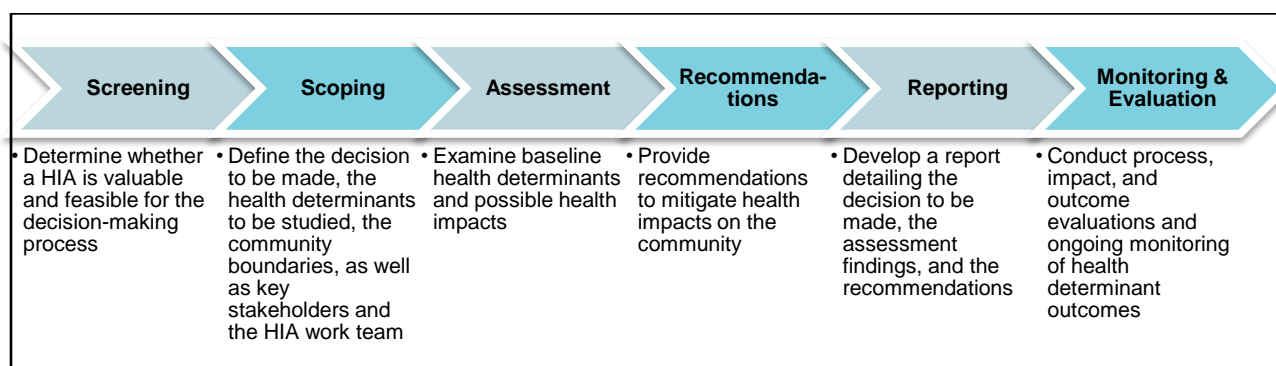 Screening
Scoping
Assessment
Recommenda-
tions
Reporting
Monitoring &
Evaluation
• Determine whether
a HIA is valuable
and feasible for the
decision-making
process
• Define the decision
to be made, the
health determinants
to be studied, the
community
boundaries, as well
as key
stakeholders and
the HIA work team
• Examine baseline
health determinants
and possible health
impacts
• Provide
recommendations
to mitigate health
impacts on the
community
• Develop a report
detailing the
decision to be
made, the
assessment
findings, and the
recommendations
• Conduct process,
impact, and
outcome
evaluations and
ongoing monitoring
of health
determinant
outcomes